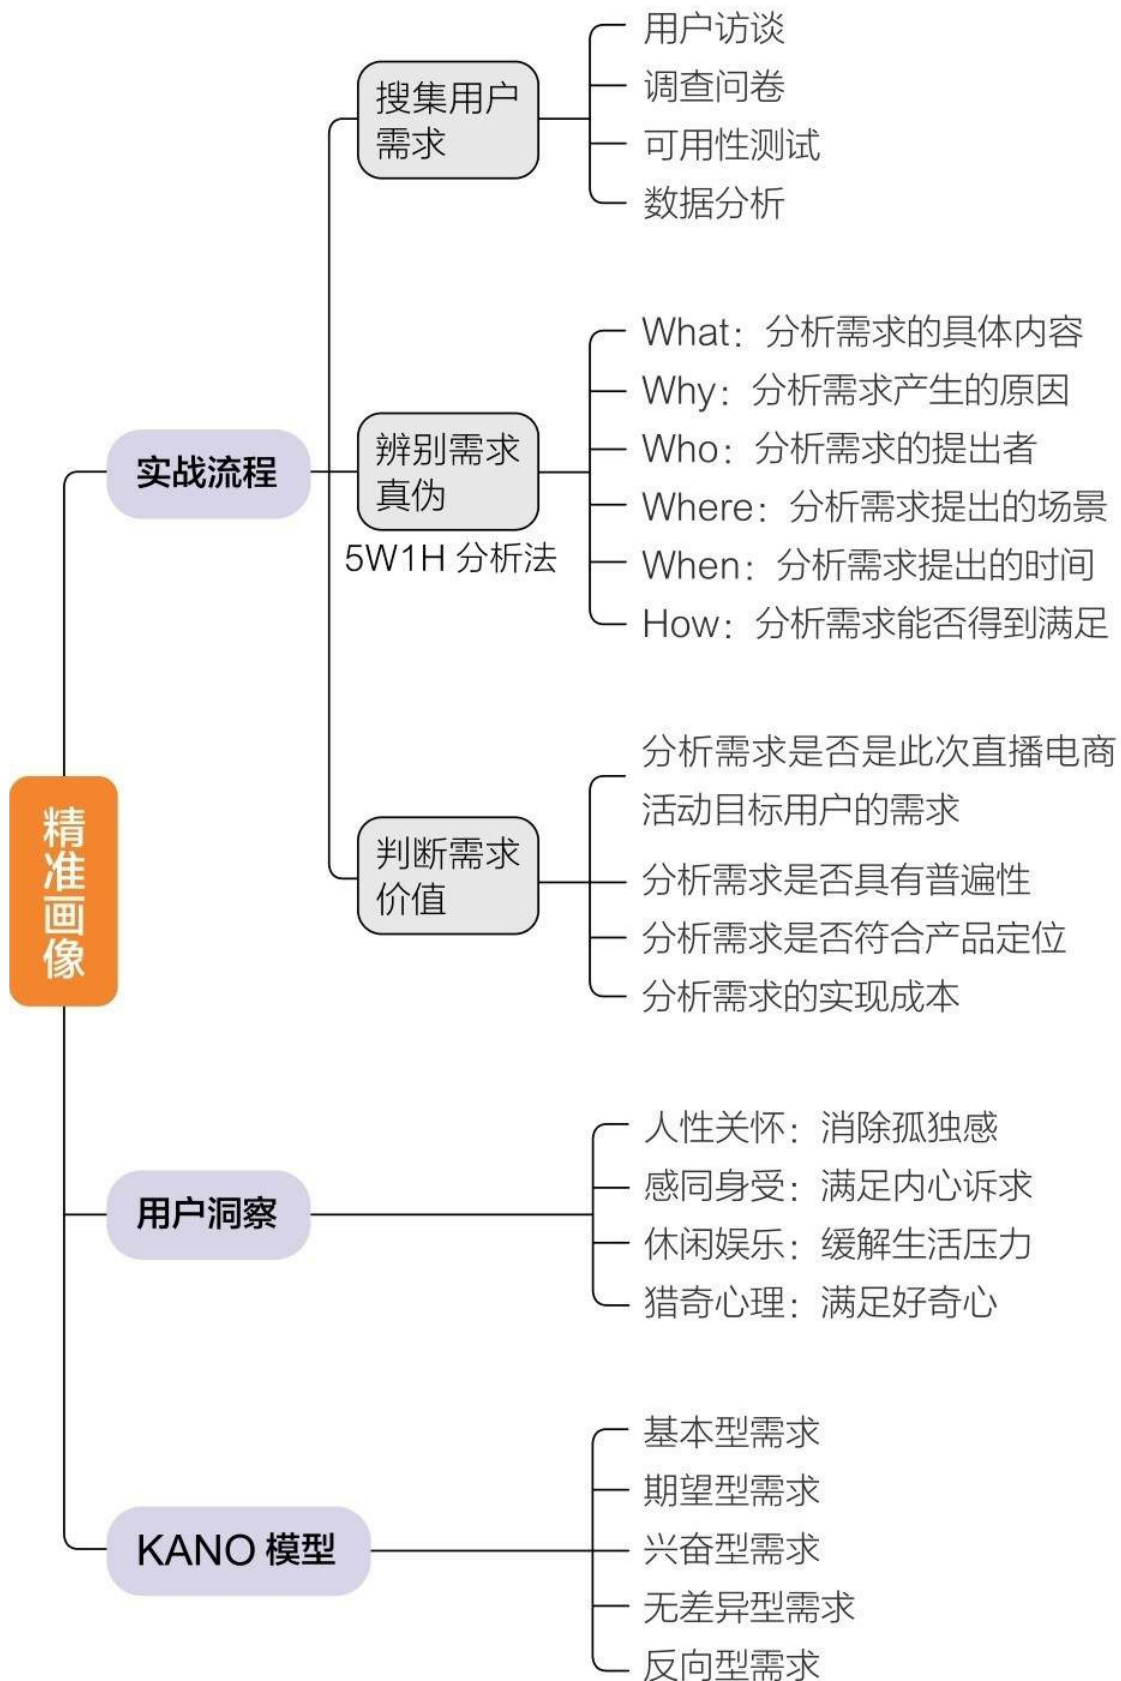 精准画像
实战流程
搜集用户
需求
用户访谈
调查问卷
可用性测试
数据分析
辨别需求
真伪
5W1H 分析法
What：分析需求的具体内容
Why：分析需求产生的原因
Who：分析需求的提出者
Where：分析需求提出的场景
When：分析需求提出的时间
How：分析需求能否得到满足
判断需求
价值
分析需求是否是此次直播电商
活动目标用户的需求
分析需求是否具有普遍性
分析需求是否符合产品定位
分析需求的实现成本
用户洞察
人性关怀：消除孤独感
感同身受：满足内心诉求
休闲娱乐：缓解生活压力
猎奇心理：满足好奇心
KANO 模型
基本型需求
期望型需求
兴奋型需求
无差异型需求
反向型需求